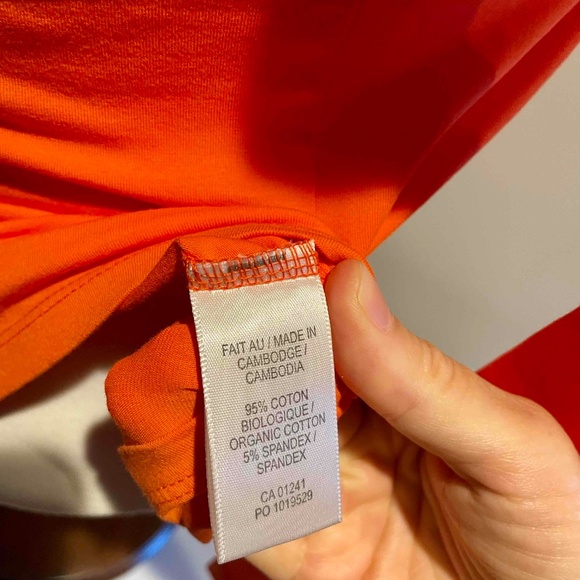 FAIT AU / MADE IN
CAMBODGE /
CAMBODIA
95% COTON
BIOLOGIQUE /
ORGANIC COTTON
5% SPANDEX /
SPANDEX
CA 01241
PO 1019529